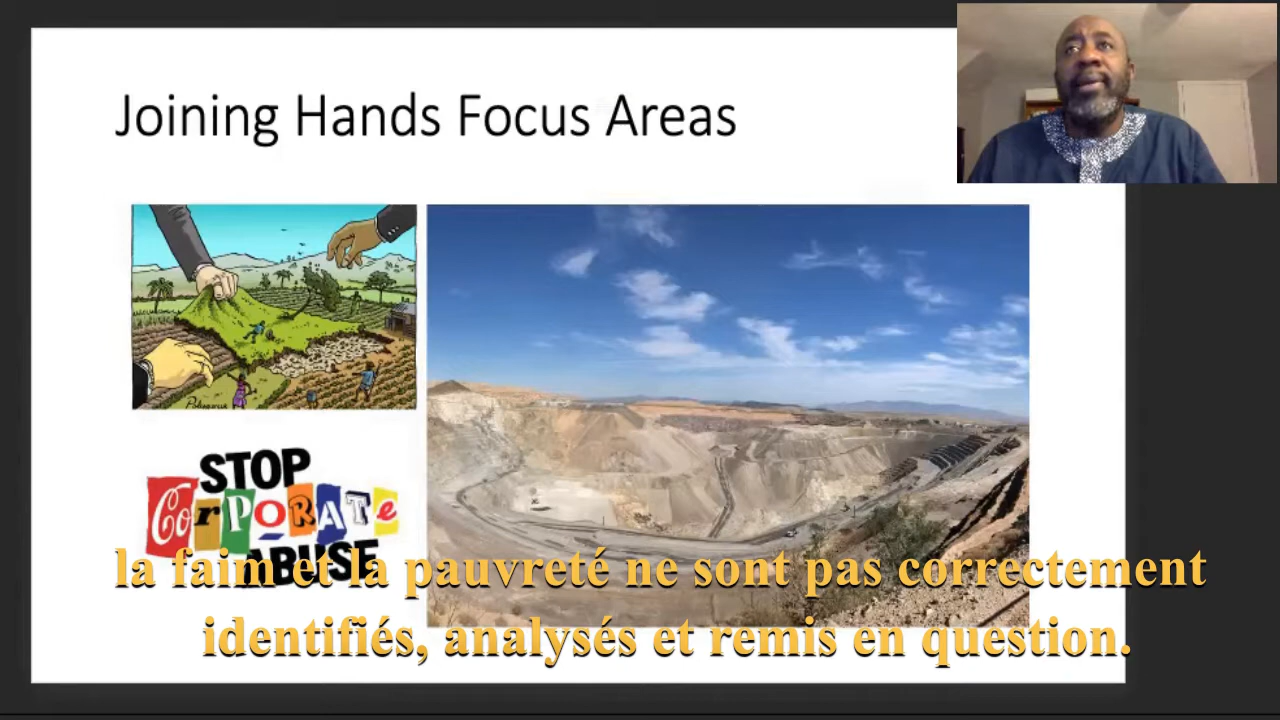 Joining Hands Focus Areas
STOP
CORPORATe
ABUSE
la faim et la pauvreté ne sont pas correctement
identifiés, analysés et remis en question.